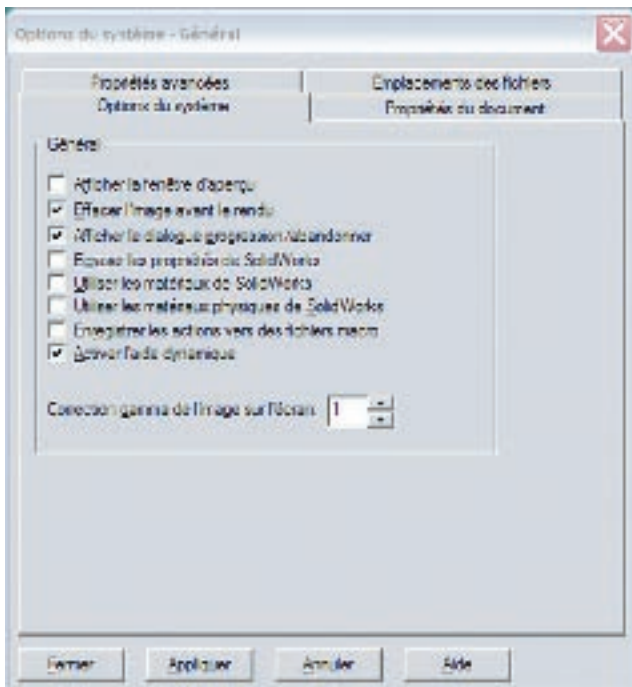 Options du système - Général
Propriétés avancées
Emplacements des fichiers
Options du système
Propriétés du document
Général
Afficher la fenêtre d'aperçu
Effacer l'image avant le rendu
Afficher le dialogue progression/abandonner
les propriétés de SolidWorks
Utiliser les matériaux de SolidWorks
Utiliser les matériaux physiques de SolidWorks
Enregistrer les actions vers des fichiers macro
Activer l'aide dynamique
Correction gamma de l'image sur l'écran: 1
Fermer Appliquer Annuler Aide